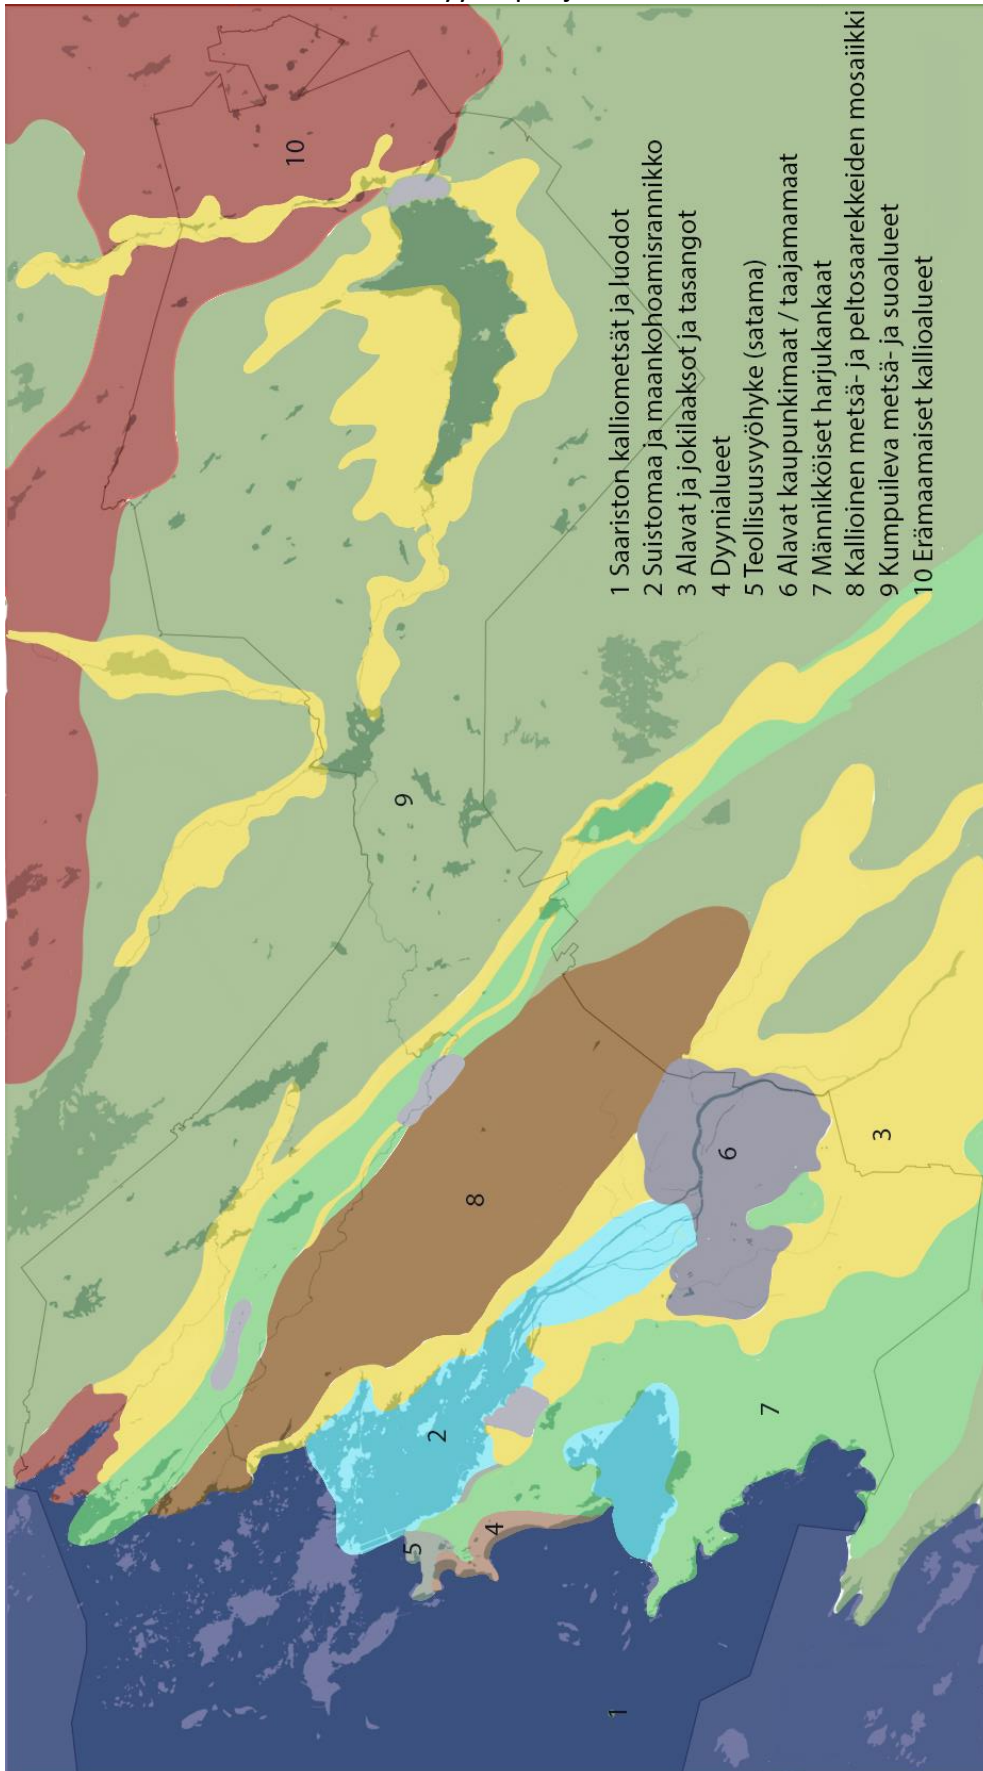 10
1 Saariston kalliometsät ja luodot
2 Suistomaa ja maankohoamisrannikko
3 Alavat ja jokilaaksot ja tasangot
4 Dyynialueet
5 Teollisuusvyöhyke (satama)
6 Alavat kaupunkimaat / taajamamaat
7 Männikköiset harjukankaat
8 Kallioinen metsä- ja peltosaarekkeiden mosaiikki
9 Kumpuileva metsä- ja suoalueet
10 Erämaamaiset kallioalueet
9
8
6
3
2
7
5
4
1